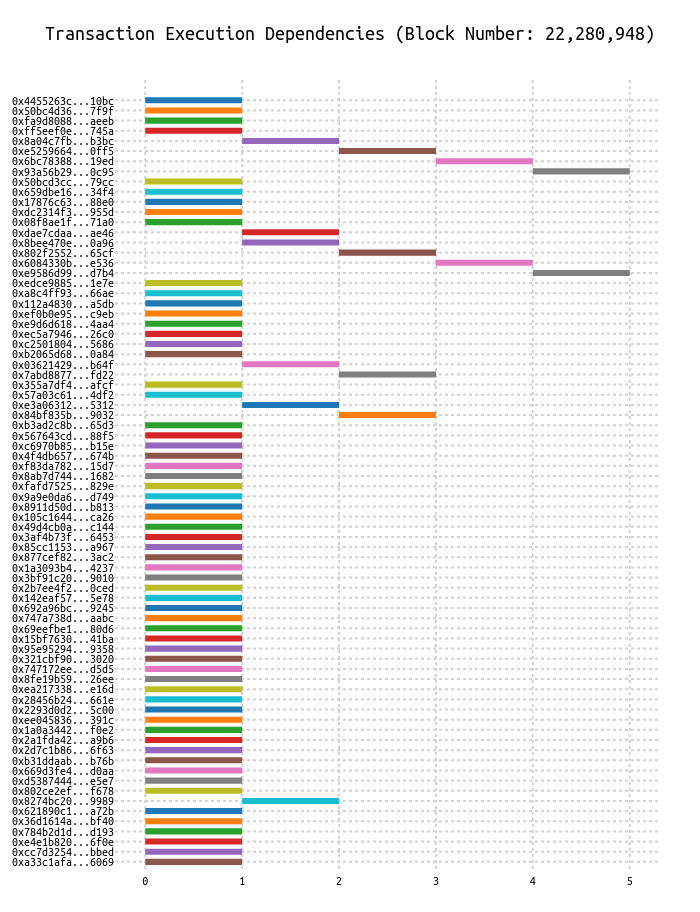 Transaction Execution Dependencies (Block Number: 22,280,948)
0x4455263c...10bc
0x50bc4d36...7f9f
0xfa9d8088...aeeb
0xff5eef0e...745a
0x8a04c7fb...b3bc
0xe5259664...0ff5
0x6bc78388...19ed
0x93a56b29...0c95
0x50bcd3cc...79cc
0x659dbe16...34f4
0x17876c63...88e0
0xdc2314f3...955d
0x08f8ae1f...71a0
0xdae7cdaa...ae46
0x8bee470e...0a96
0x802f2552...65cf
0x6084330b...e536
0xe9586d99...d7b4
0xedce9885...1e7e
0xa8c4ff93...66ae
0x112a4830...a5db
0xef0b0e95...c9eb
0xe9d6d618...4aa4
0xec5a7946...26c0
0xc2501804...5686
0xb2065d68...0a84
0x03621429...b64f
0x7abd8877...fd22
0x355a7df4...afcf
0x57a03c61...4df2
0xe3a06312...5312
0x84bf835b...9032
0xb3ad2c8b...65d3
0x567643cd...88f5
0xc6970b85...b15e
0x4f4db657...674b
0xf83da782...15d7
0x8ab7d744...1682
0xfafd7525...829e
0x9a9e0da6...d749
0x8911d50d...b813
0x105c1644...ca26
0x49d4cb0a...c144
0x3af4b73f...6453
0x85cc1153...a967
0x877cef82...3ac2
0x1a3093b4...4237
0x3bf91c20...9010
0x2b7ee4f2...0ced
0x142eaf57...5e78
0x692a96bc...9245
0x747a738d...aabc
0x69eefbe1...80d6
0x15bf7630...41ba
0x95e95294...9358
0x321cbf90...3020
0x747172ee...d5d5
0x8fe19b59...26ee
0xea217338...e16d
0x28456b24...661e
0x2293d0d2...5c00
0xee045836...391c
0x1a0a3442...f0e2
0x2a1fda42...a9b6
0x2d7c1b86...6f63
0xb31ddaab...b76b
0x669d3fe4...d0aa
0xd5387444...e5e7
0x802ce2ef...f678
0x8274bc20...9989
0x621890c1...a72b
0x36d1614a...bf40
0x784b2d1d...d193
0xe4e1b820...6f0e
0xcc7d3254...bbed
0xa33c1afa...6069
0 1 2 3 4 5